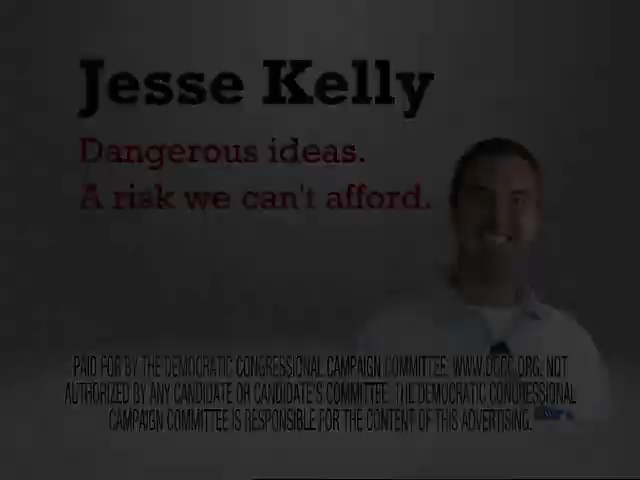 Jesse Kelly
Dangerous ideas.
A risk we can't afford.
PAID FOR BY THE DEMOCRATIC CONGRESSIONAL CAMPAIGN COMMITTEE. WWW.DCCC.ORG. NOT
AUTHORIZED BY ANY CANDIDATE OR CANDIDATE'S COMMITTEE. THE DEMOCRATIC CONGRESSIONAL
CAMPAIGN COMMITTEE IS RESPONSIBLE FOR THE CONTENT OF THIS ADVERTISING.